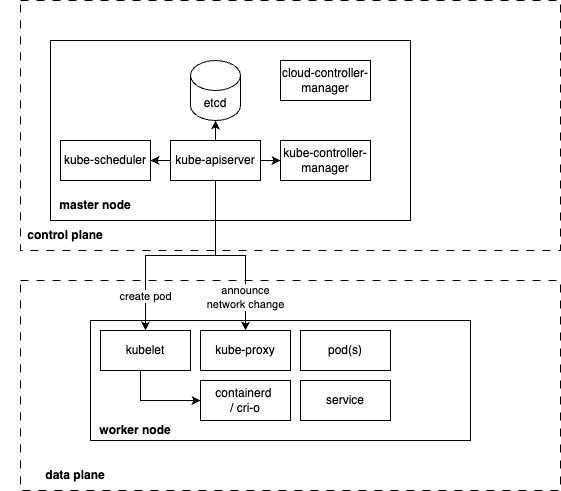 cloud-controller-
manager
etcd
kube-scheduler
kube-apiserver
kube-controller-
manager
master node
control plane
create pod
announce
network change
kubelet
kube-proxy
pod(s)
containerd
/ cri-o
service
worker node
data plane